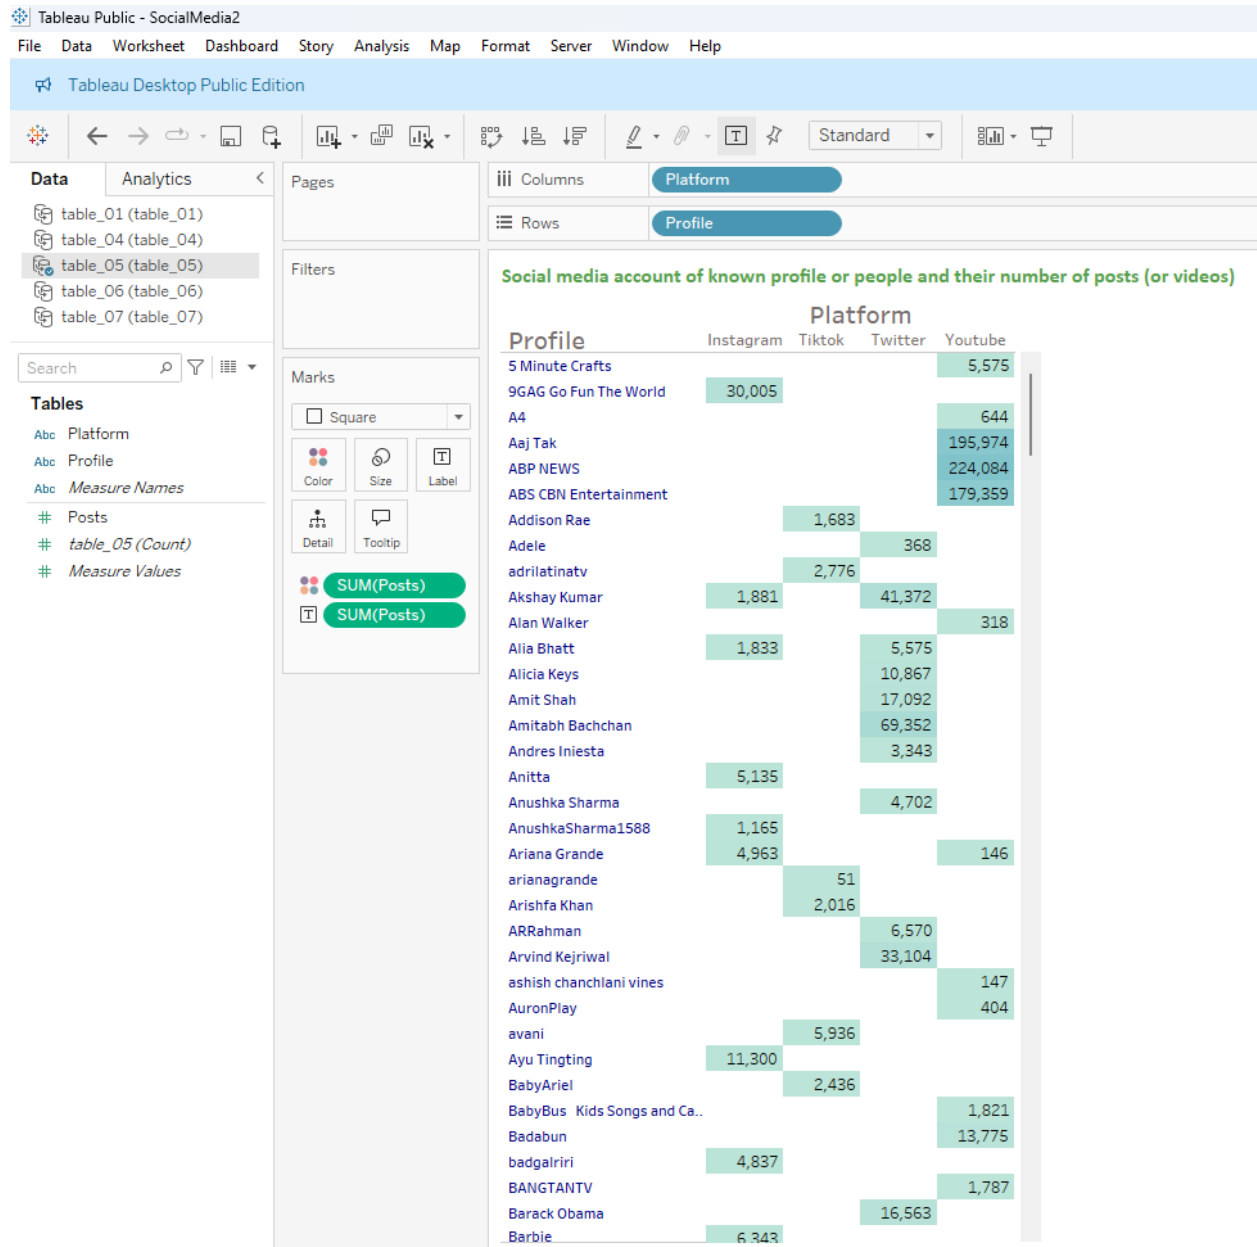 Tableau Public - SocialMedia2
File Data Worksheet Dashboard Story Analysis Map Format Server Window Help
Tableau Desktop Public Edition
Standard
Data Analytics
table_01 (table_01)
table_04 (table_04)
table_05 (table_05)
table_06 (table_06)
table_07 (table_07)
Search
Tables
Abc Platform
Abc Profile
Abc Measure Names
# Posts
# table_05 (Count)
# Measure Values
Pages
Filters
Marks
Square
Color Size Label
Detail Tooltip
SUM(Posts)
SUM(Posts)
Columns Platform
Rows Profile
Social media account of known profile or people and their number of posts (or videos)
Platform
Profile Instagram Tiktok Twitter Youtube
5 Minute Crafts 5,575
9GAG Go Fun The World 30,005
A4 644
Aaj Tak 195,974
ABP NEWS 224,084
ABS CBN Entertainment 179,359
Addison Rae 1,683
Adele 368
adrilatinatv 2,776
Akshay Kumar 1,881 41,372
Alan Walker 318
Alia Bhatt 1,833 5,575
Alicia Keys 10,867
Amit Shah 17,092
Amitabh Bachchan 69,352
Andres Iniesta 3,343
Anitta 5,135
Anushka Sharma 4,702
AnushkaSharma1588 1,165
Ariana Grande 4,963 146
arianagrande 51
Arishfa Khan 2,016
ARRahman 6,570
Arvind Kejriwal 33,104
ashish chanchlani vines 147
AuronPlay 404
avani 5,936
Ayu Tingting 11,300
BabyAriel 2,436
BabyBus Kids Songs and Ca.. 1,821
Badabun 13,775
badgalriri 4,837
BANGTANTV 1,787
Barack Obama 16,563
Barbie 6,343